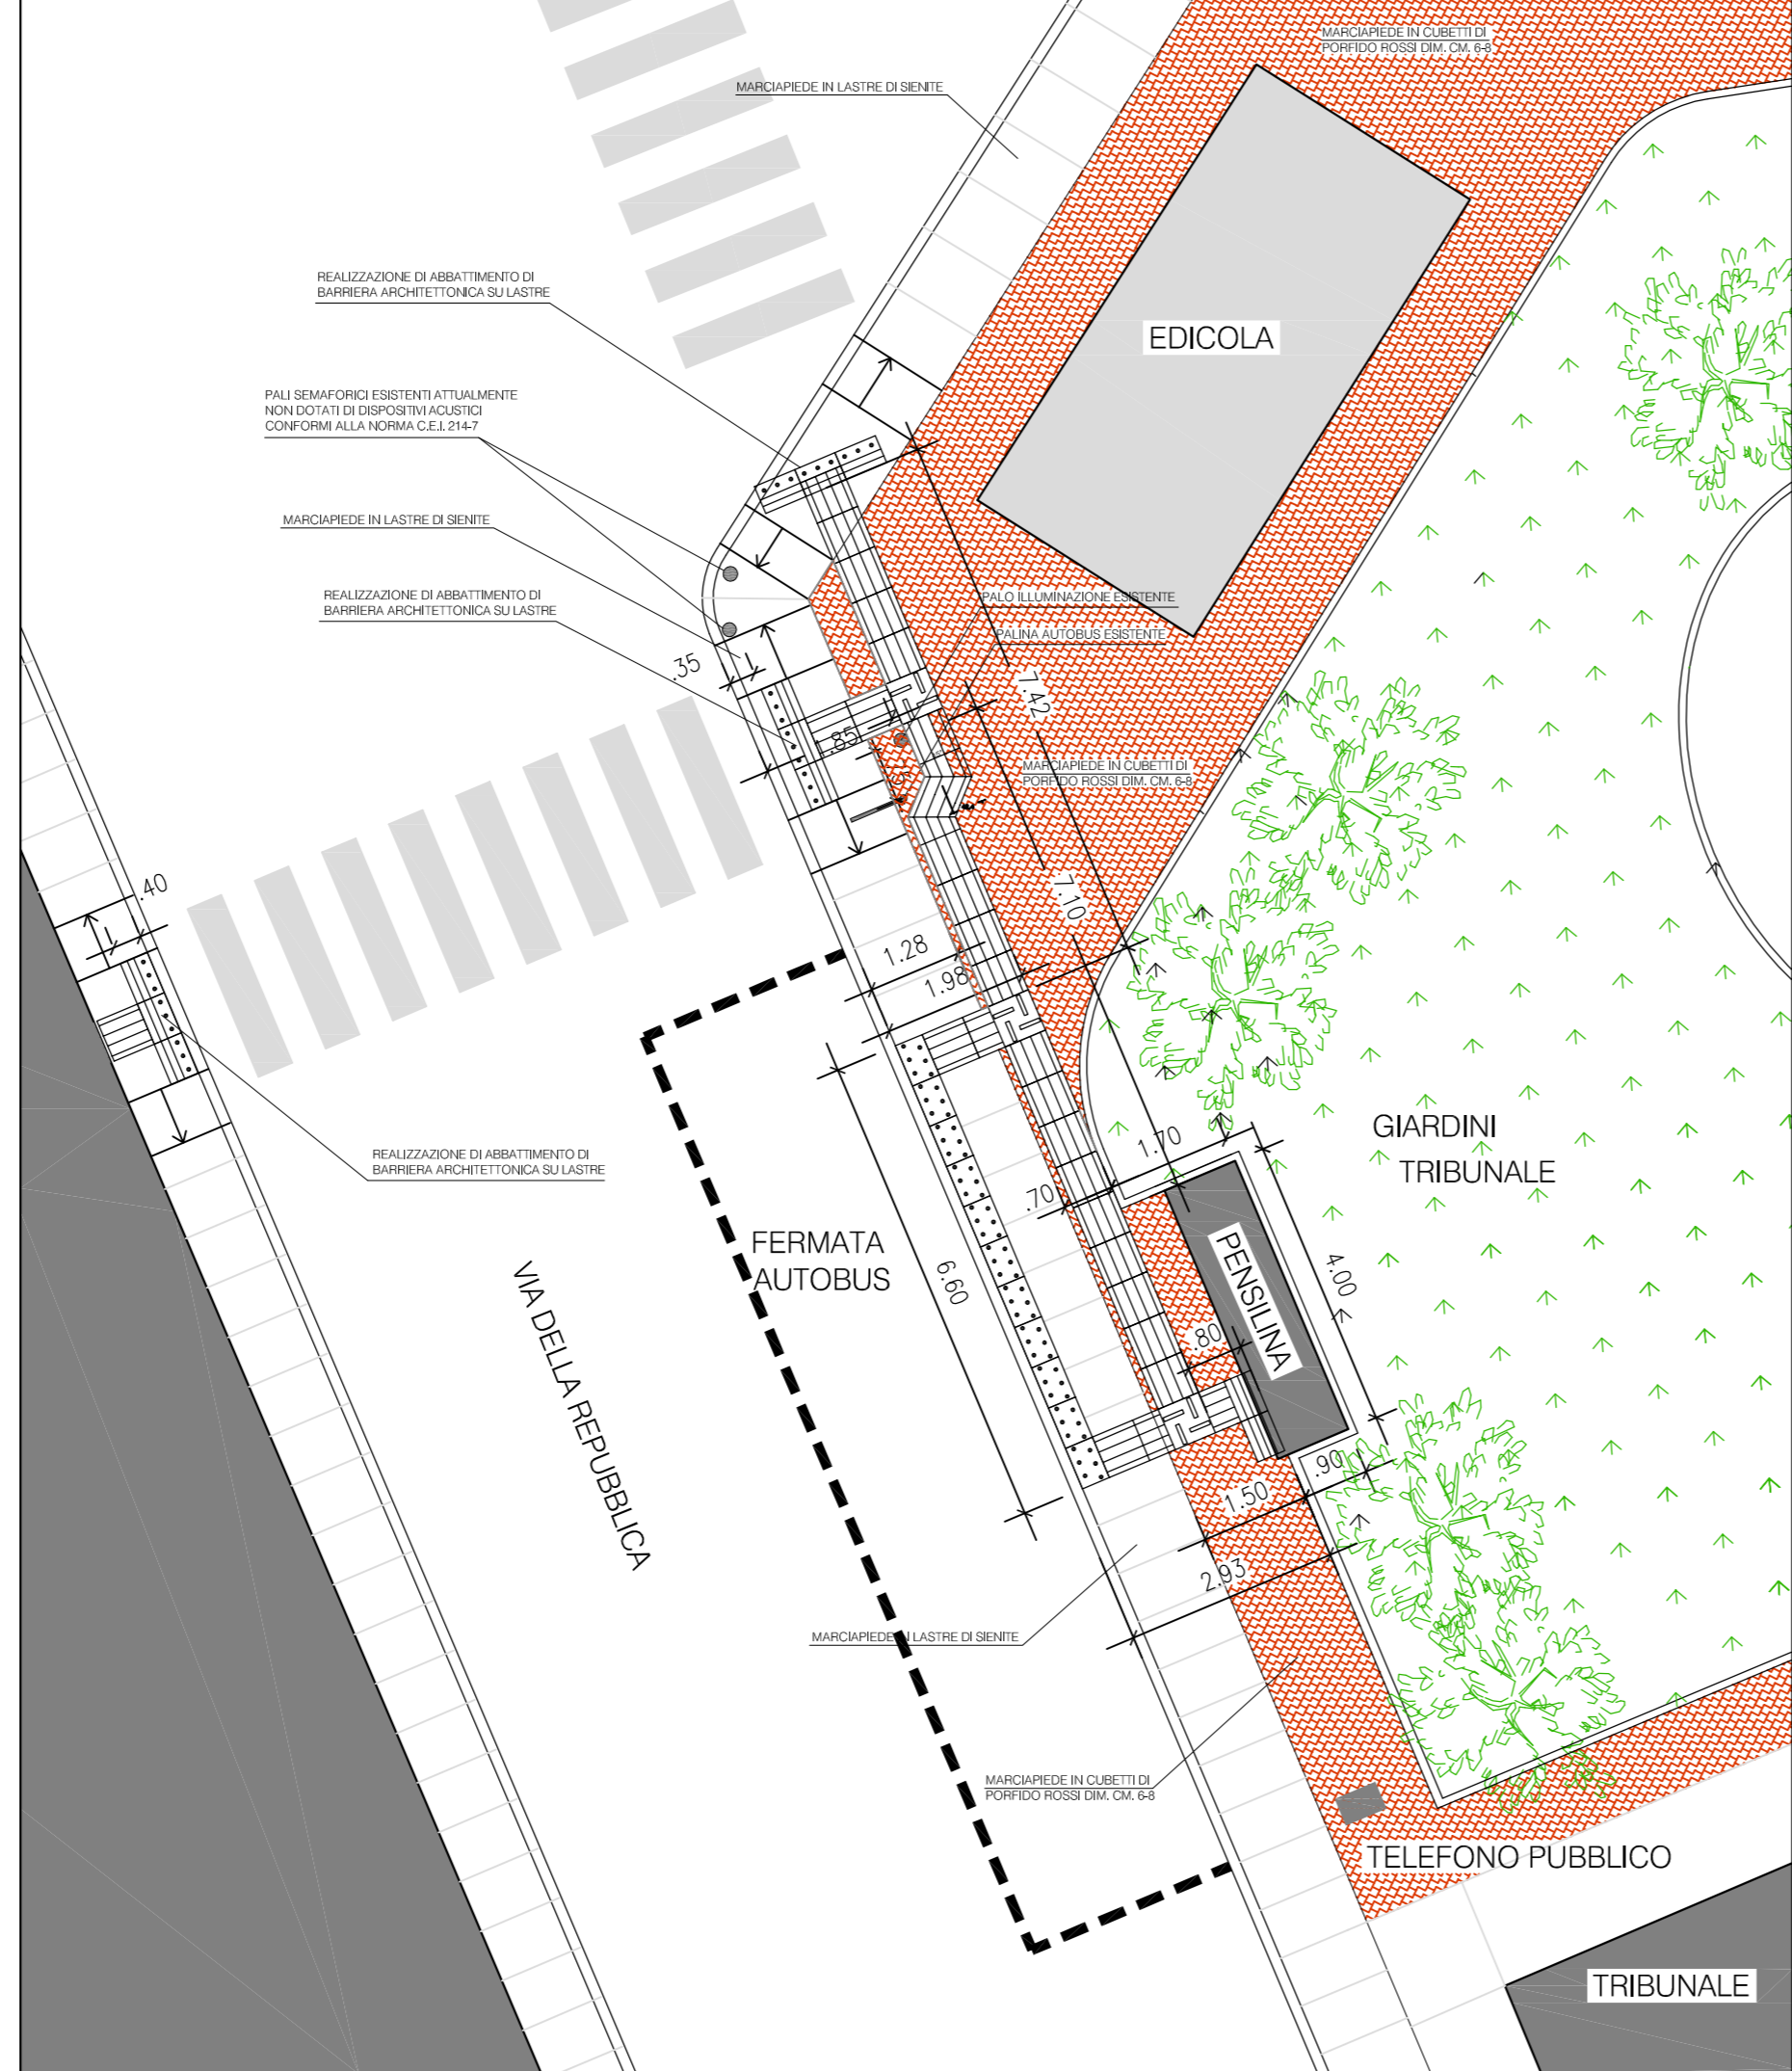 MARCIAPIEDE IN CUBETTI DI
PORFIDO ROSSI DIM. CM. 6-8
MARCIAPIEDE IN LASTRE DI SIENITE
REALIZZAZIONE DI ABBATTIMENTO DI
BARRIERA ARCHITETTONICA SU LASTRE
EDICOLA
PALI SEMAFORICI ESISTENTI ATTUALMENTE
NON DOTATI DI DISPOSITIVI ACUSTICI
CONFORMI ALLA NORMA C.E.I. 214-7
MARCIAPIEDE IN LASTRE DI SIENITE
REALIZZAZIONE DI ABBATTIMENTO DI
BARRIERA ARCHITETTONICA SU LASTRE
PALO ILLUMINAZIONE ESISTENTE
PALINA AUTOBUS ESISTENTE
.35
7.42
.85
MARCIAPIEDE IN CUBETTI DI
PORFIDO ROSSI DIM. CM. 6-8
.40
7.10
1.28
1.98
REALIZZAZIONE DI ABBATTIMENTO DI
BARRIERA ARCHITETTONICA SU LASTRE
GIARDINI
TRIBUNALE
1.70
.70
FERMATA
AUTOBUS
6.60
PENSILINA
4.00
VIA DELLA REPUBBLICA
.80
.90
1.50
2.93
MARCIAPIEDE IN LASTRE DI SIENITE
MARCIAPIEDE IN CUBETTI DI
PORFIDO ROSSI DIM. CM. 6-8
TELEFONO PUBBLICO
TRIBUNALE